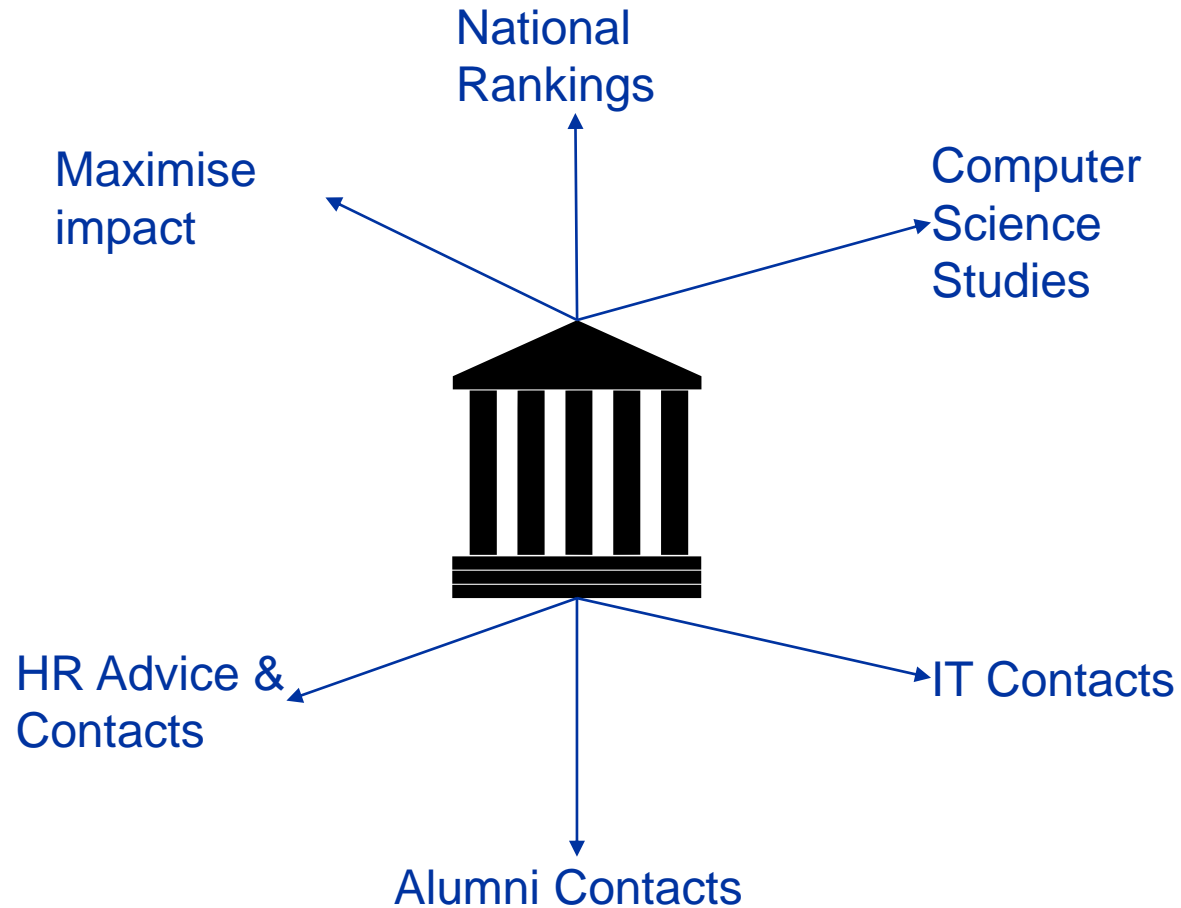 National
Rankings
Maximise
impact
Computer
Science
Studies
HR Advice &
Contacts
IT Contacts
Alumni Contacts